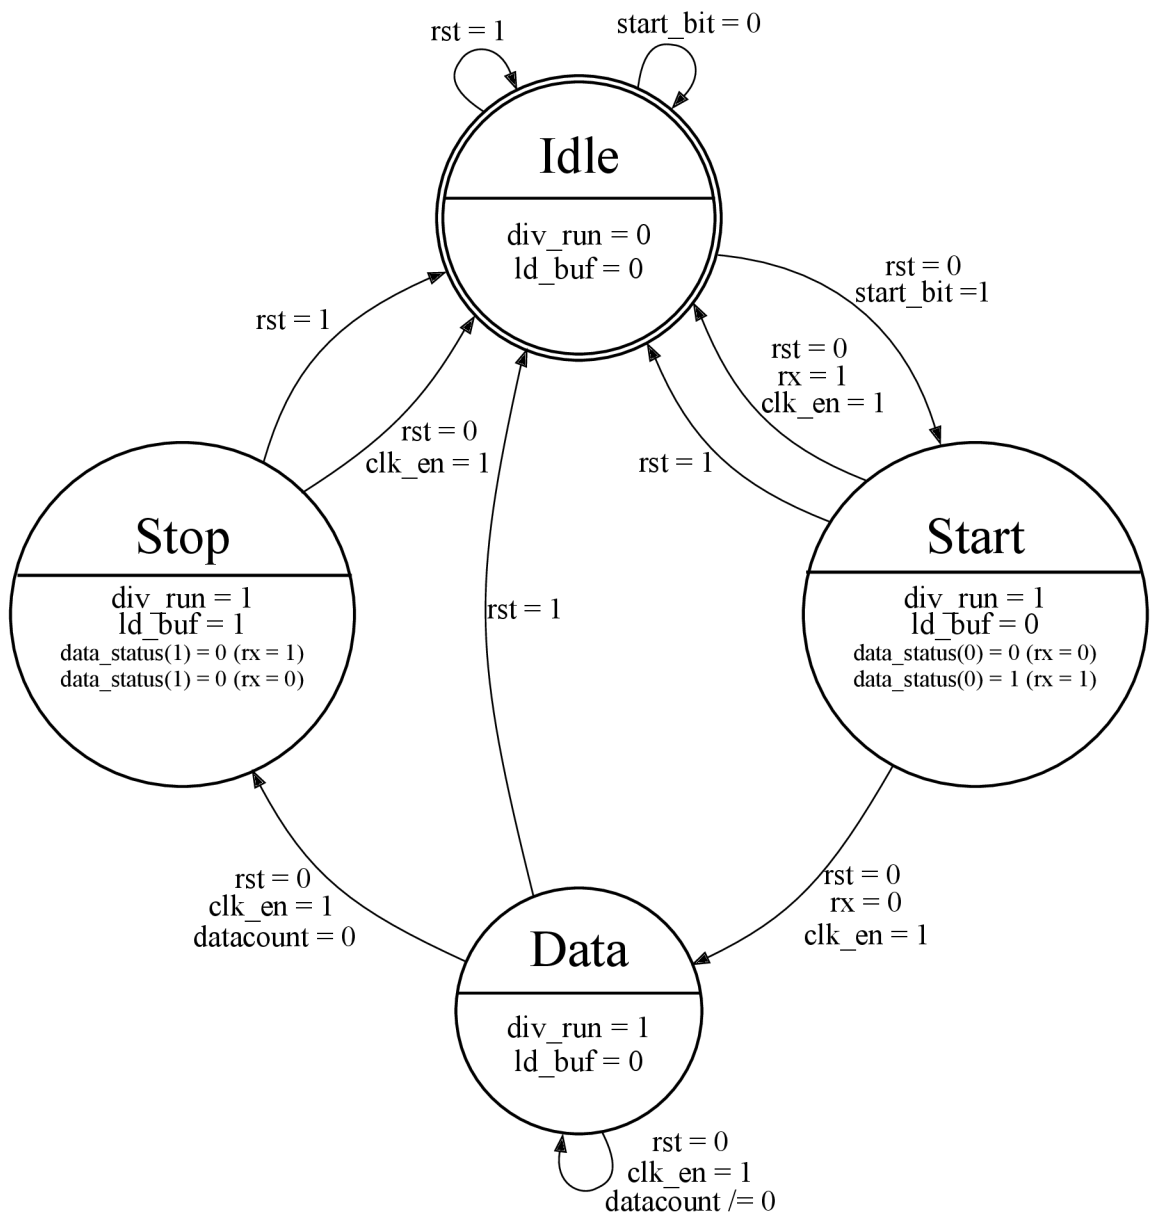 rst = 1
start_bit = 0
Idle
div_run = 0
ld_buf = 0
rst = 0
start_bit =1
rst = 1
rst = 0
rx = 1
clk_en = 1
rst = 0
clk_en = 1
rst = 1
Stop
div_run = 1
ld_buf = 1
data_status(1) = 0 (rx = 1)
data_status(1) = 0 (rx = 0)
rst = 1
Start
div_run = 1
ld_buf = 0
data_status(0) = 0 (rx = 0)
data_status(0) = 1 (rx = 1)
rst = 0
clk_en = 1
datacount = 0
rst = 0
rx = 0
clk_en = 1
Data
div_run = 1
ld_buf = 0
rst = 0
clk_en = 1
datacount /= 0